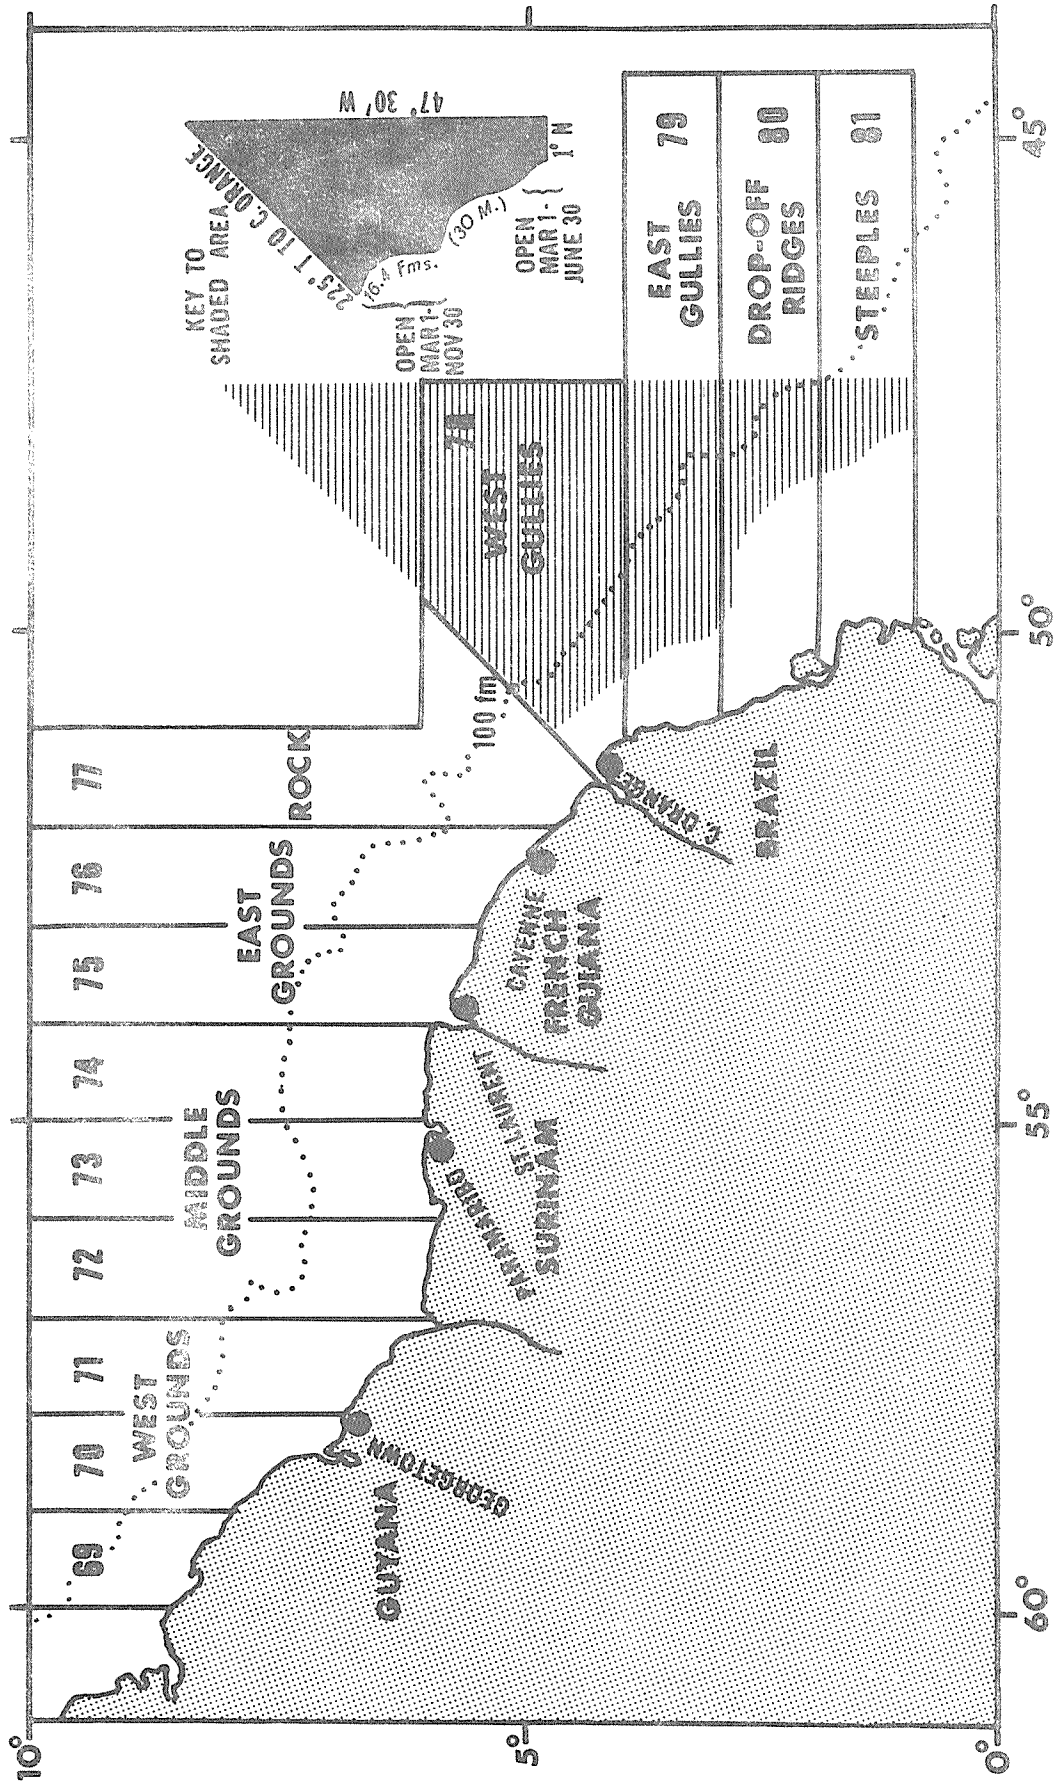 69
70
71
72
73
74
75
76
77
WEST
GROUNDS
MIDDLE
GROUNDS
EAST
GROUNDS
ROCK
100 fm
KEY TO
SHADED AREA
225° T TO C. ORANGE
47° 30' W
16.4 Fms.
(30 M.)
1° N
OPEN
MAR 1-
NOV 30
OPEN
MAR 1-
JUNE 30
78
WEST
GULLIES
EAST
GULLIES
79
DROP-OFF
RIDGES
80
STEEPLES
81
GUYANA
GEORGETOWN
PARAMARIBO
ST. LAURENT
SURINAM
CAYENNE
FRENCH
GUIANA
C. ORANGE
BRAZIL
10°
5°
0°
60°
55°
50°
45°